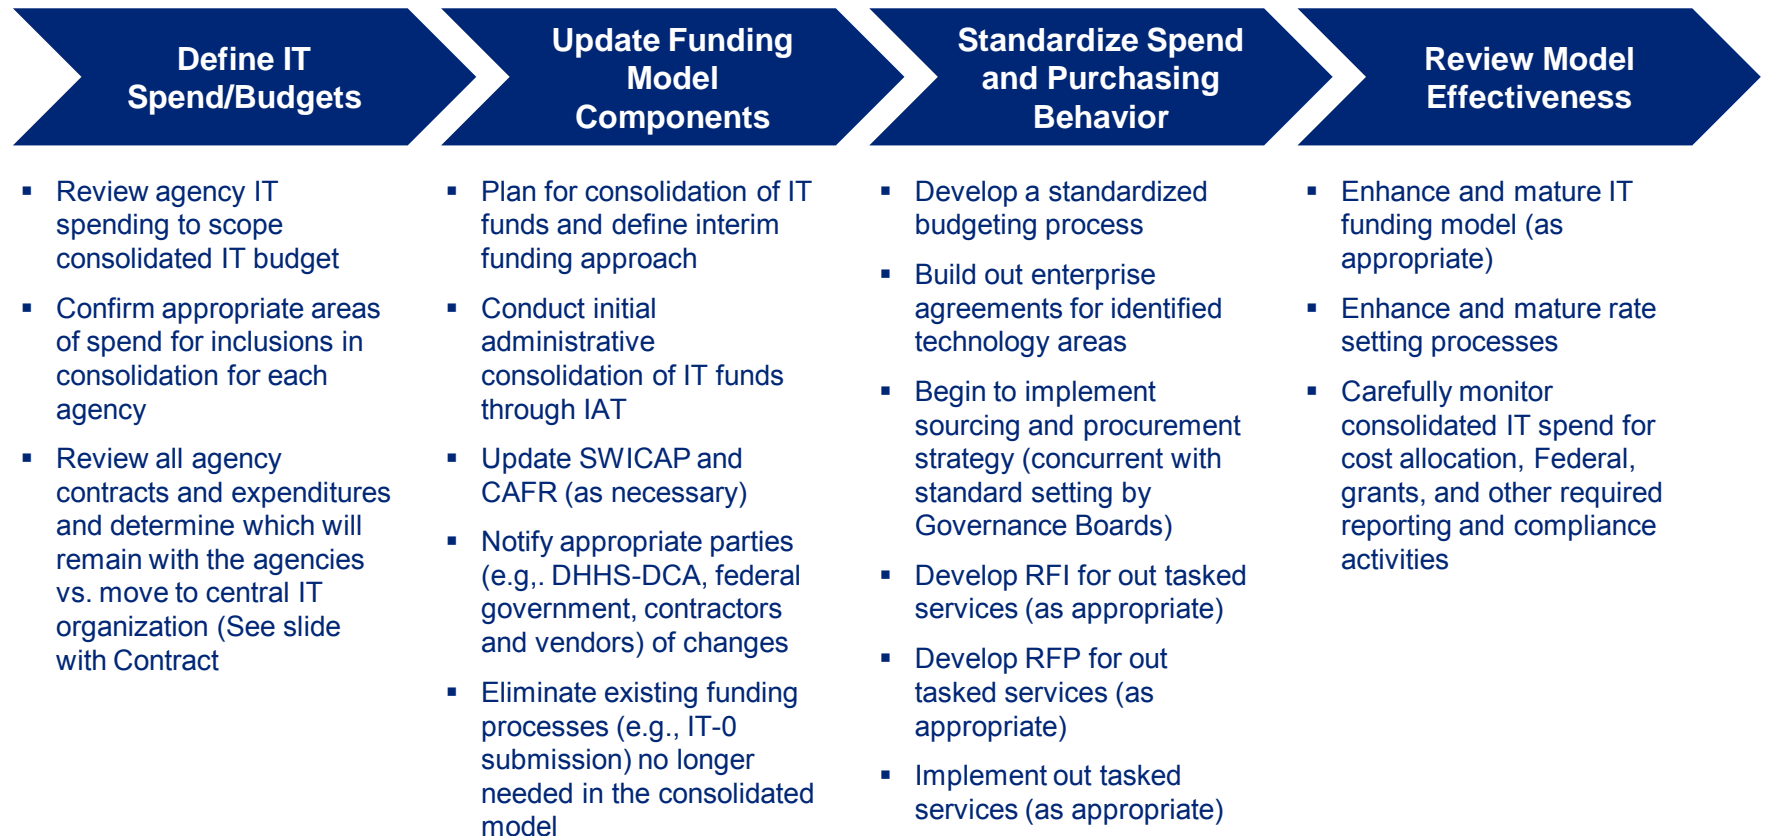 Define IT
Spend/Budgets
▪ Review agency IT
spending to scope
consolidated IT budget
▪ Confirm appropriate areas
of spend for inclusions in
consolidation for each
agency
▪ Review all agency
contracts and expenditures
and determine which will
remain with the agencies
vs. move to central IT
organization (See slide
with Contract
Update Funding
Model
Components
▪ Plan for consolidation of IT
funds and define interim
funding approach
▪ Conduct initial
administrative
consolidation of IT funds
through IAT
▪ Update SWICAP and
CAFR (as necessary)
▪ Notify appropriate parties
(e.g,. DHHS-DCA, federal
government, contractors
and vendors) of changes
▪ Eliminate existing funding
processes (e.g., IT-0
submission) no longer
needed in the consolidated
model
Standardize Spend
and Purchasing
Behavior
▪ Develop a standardized
budgeting process
▪ Build out enterprise
agreements for identified
technology areas
▪ Begin to implement
sourcing and procurement
strategy (concurrent with
standard setting by
Governance Boards)
▪ Develop RFI for out tasked
services (as appropriate)
▪ Develop RFP for out
tasked services (as
appropriate)
▪ Implement out tasked
services (as appropriate)
Review Model
Effectiveness
▪ Enhance and mature IT
funding model (as
appropriate)
▪ Enhance and mature rate
setting processes
▪ Carefully monitor
consolidated IT spend for
cost allocation, Federal,
grants, and other required
reporting and compliance
activities